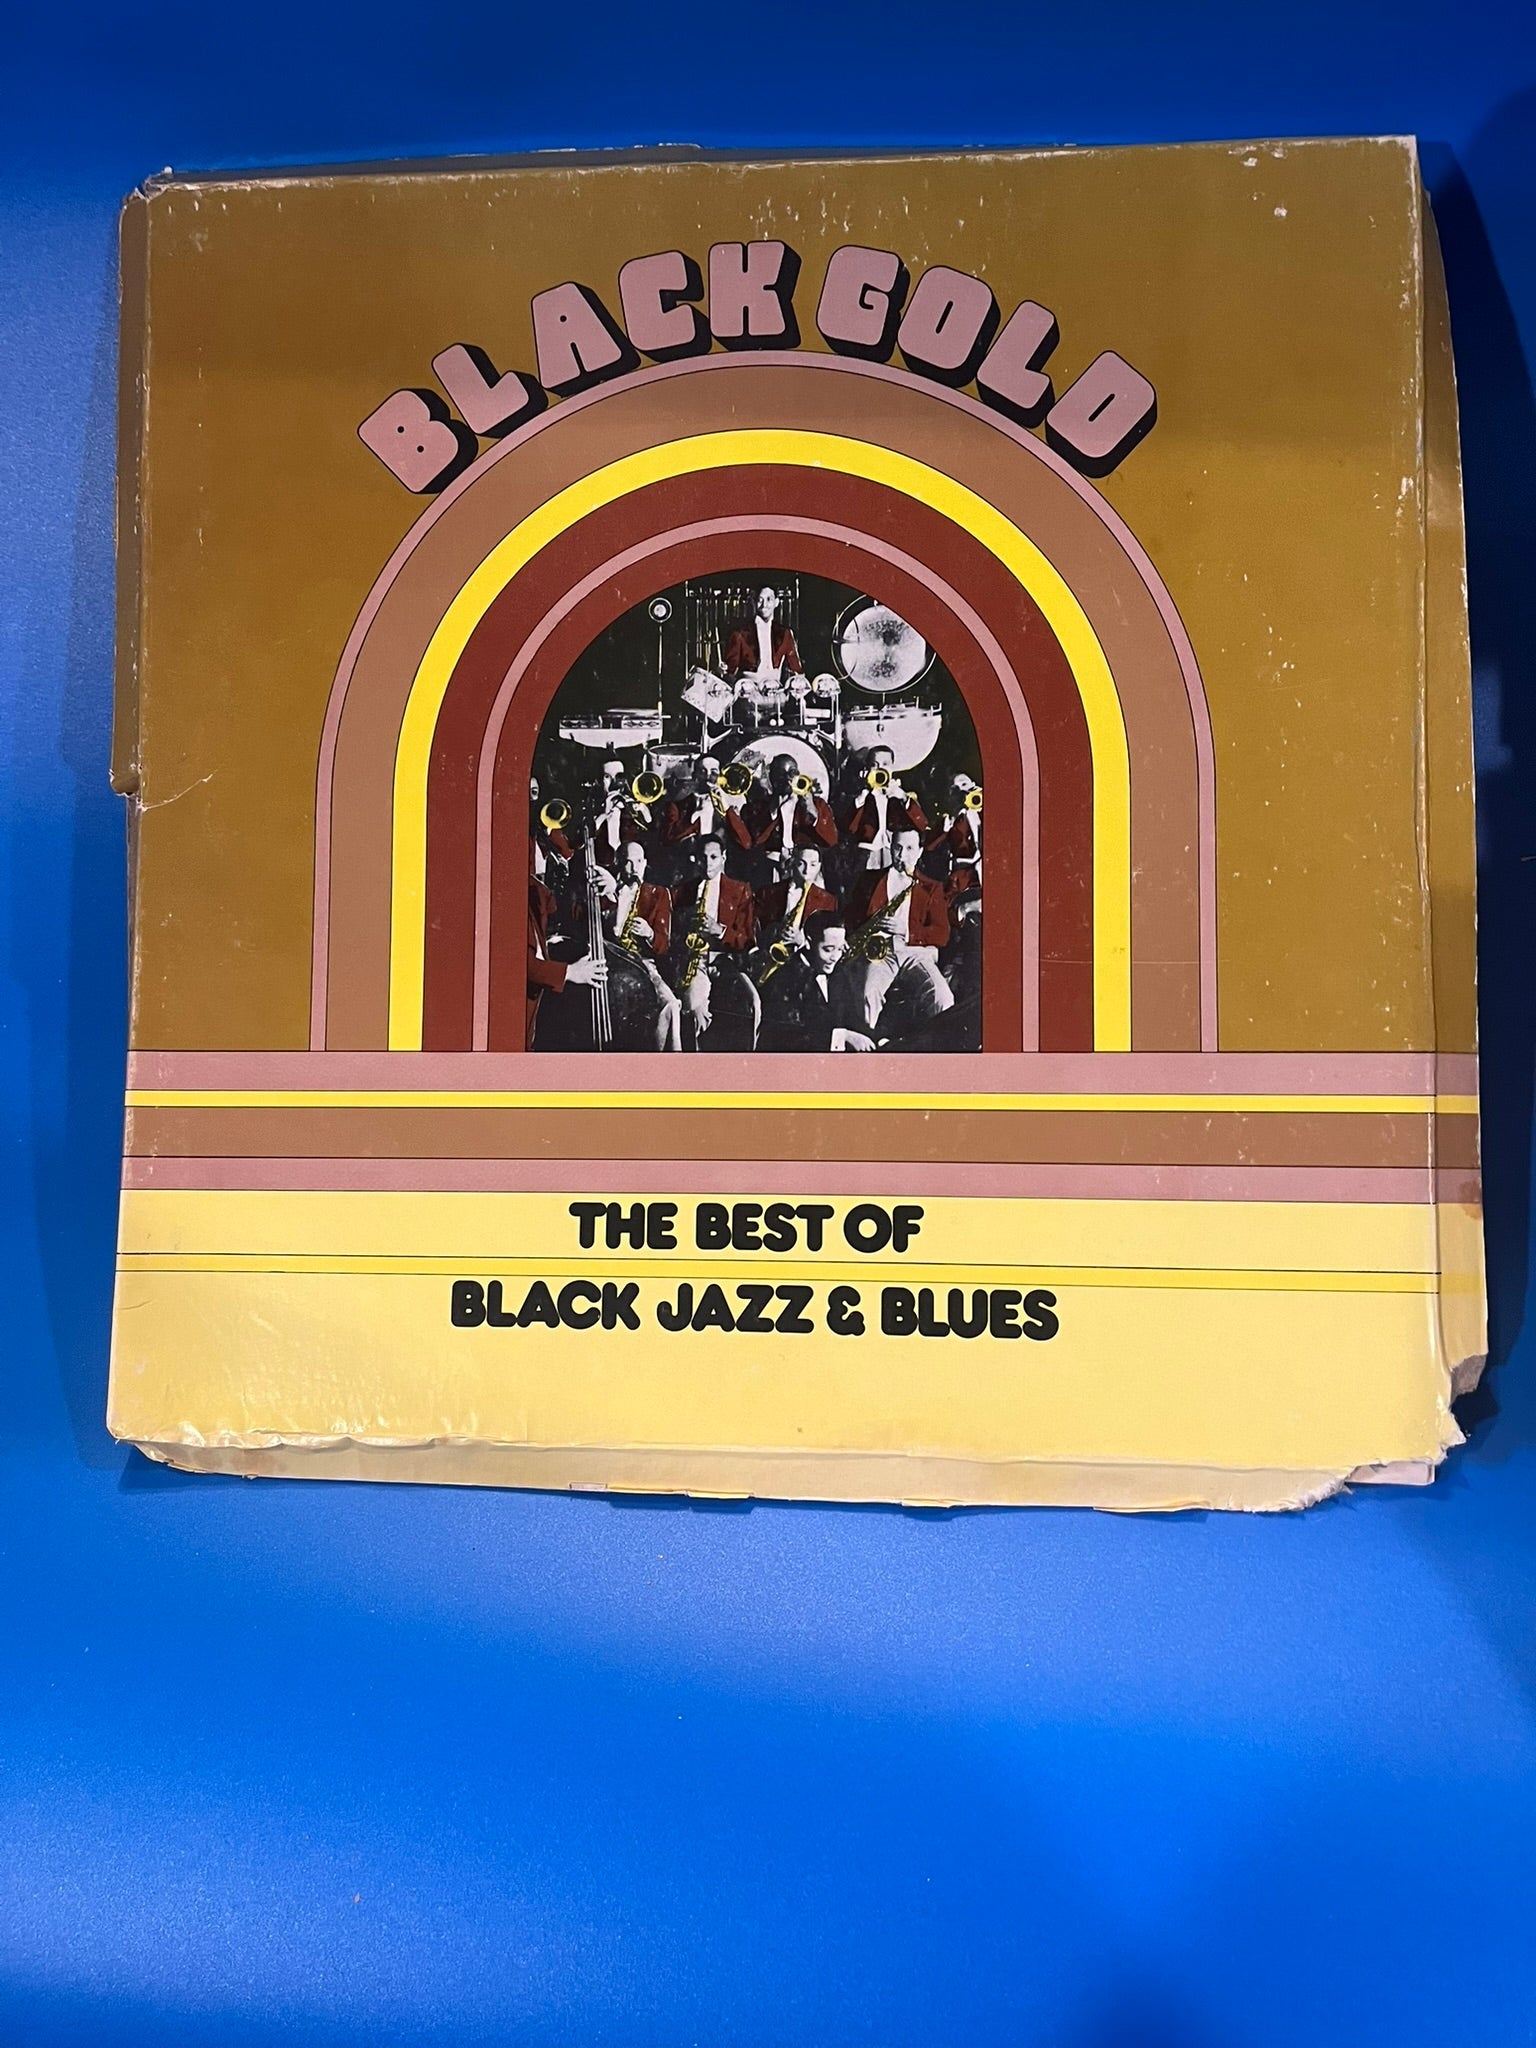 BLACK GOLD
THE BEST OF
BLACK JAZZ & BLUES